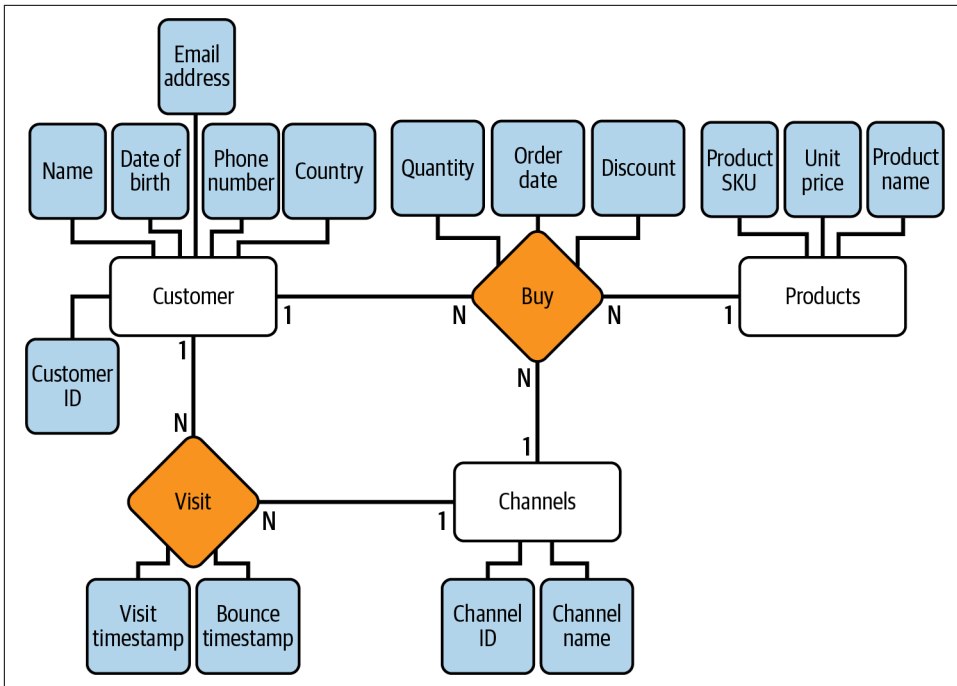 Email
address
Name
Date of
birth
Phone
number
Country
Quantity
Order
date
Discount
Product
SKU
Unit
price
Product
name
Customer
1
N
Buy
N
1
Products
1
Customer
ID
N
N
1
Visit
N
1
Channels
Visit
timestamp
Bounce
timestamp
Channel
ID
Channel
name